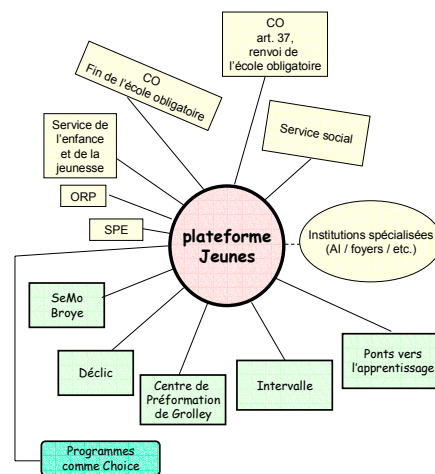 CO
art. 37,
renvoi de
l'école obligatoire
CO
Fin de l'école obligatoire
Service social
Service de
l'enfance
et de la
jeunesse
ORP
SPE
plateforme
Jeunes
Institutions spécialisées
(AI / foyers / etc.)
SeMo
Broye
Déclic
Centre de
Préformation
de Grolley
Intervalle
Ponts vers
l'apprentissage
Programmes
comme Choice